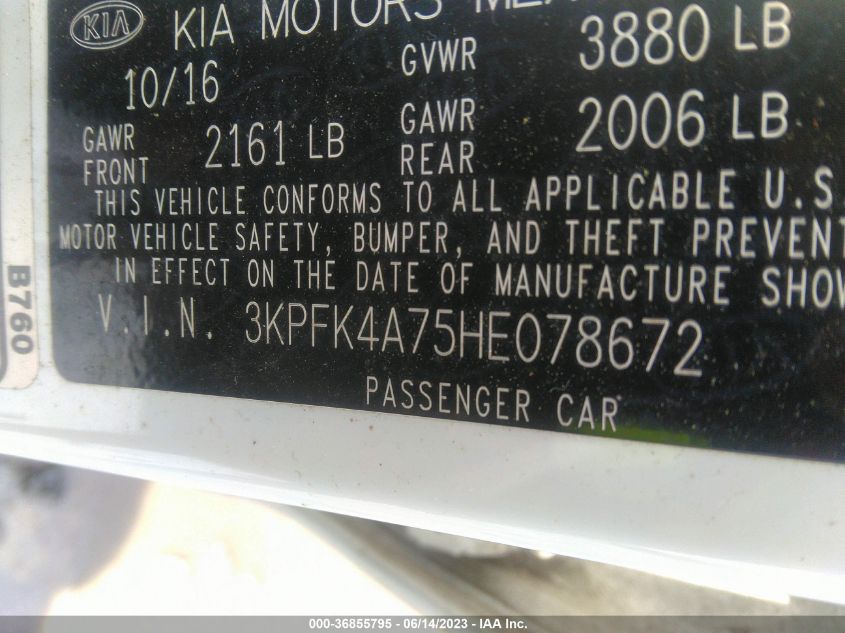 KIA KIA MOTORS
10/16 GVWR 3880 LB
GAWR FRONT 2161 LB GAWR REAR 2006 LB
THIS VEHICLE CONFORMS TO ALL APPLICABLE U.S
MOTOR VEHICLE SAFETY, BUMPER, AND THEFT PREVENT
IN EFFECT ON THE DATE OF MANUFACTURE SHOW
V.I.N. 3KPFK4A75HE078672
PASSENGER CAR
B760
000-36855795 - 06/14/2023 - IAA Inc.